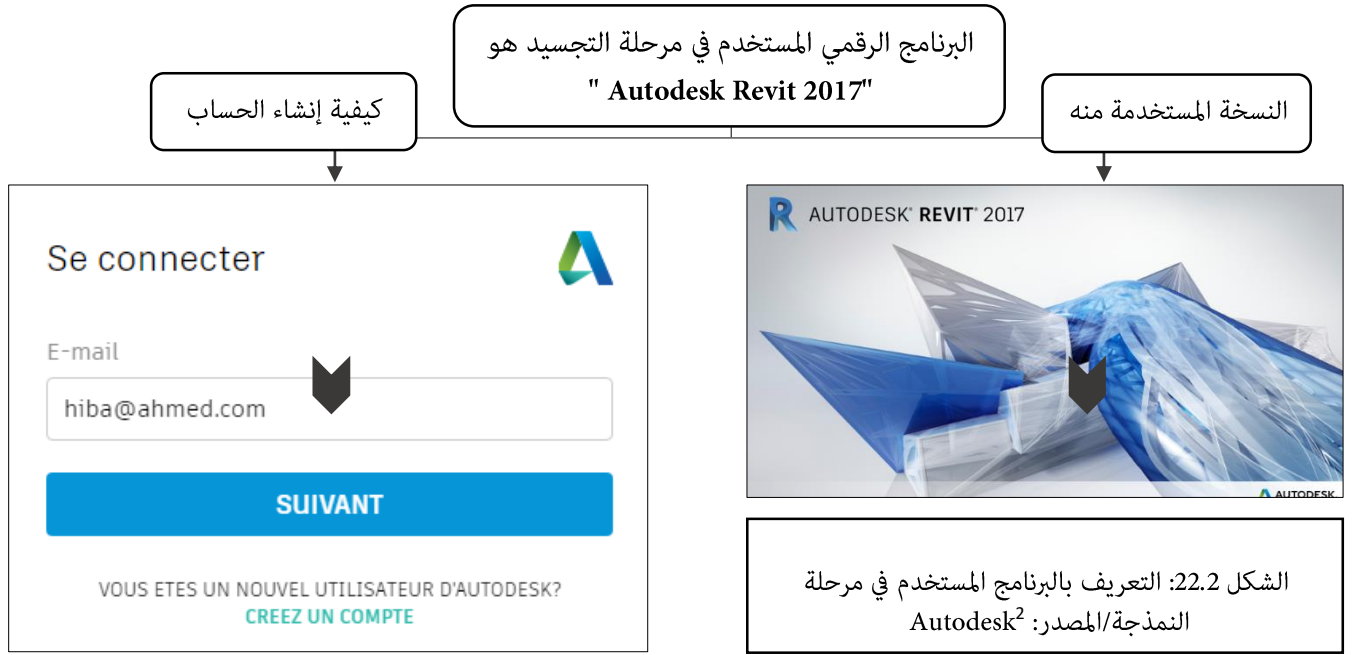 البرنامج الرقمي المستخدم في مرحلة التجسيد هو
" Autodesk Revit 2017"
النسخة المستخدمة منه
كيفية إنشاء الحساب
AUTODESK® REVIT® 2017
AUTODESK.
الشكل 22.2: التعريف بالبرنامج المستخدم في مرحلة
النمذجة/المصدر: Autodesk²
Se connecter
E-mail
hiba@ahmed.com
SUIVANT
VOUS ETES UN NOUVEL UTILISATEUR D'AUTODESK?
CREEZ UN COMPTE